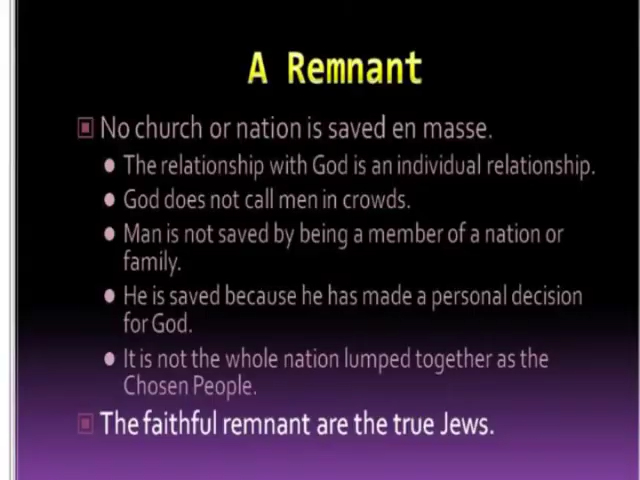 A Remnant
No church or nation is saved en masse.
The relationship with God is an individual relationship.
God does not call men in crowds.
Man is not saved by being a member of a nation or
family.
He is saved because he has made a personal decision
for God.
It is not the whole nation lumped together as the
Chosen People.
The faithful remnant are the true Jews.